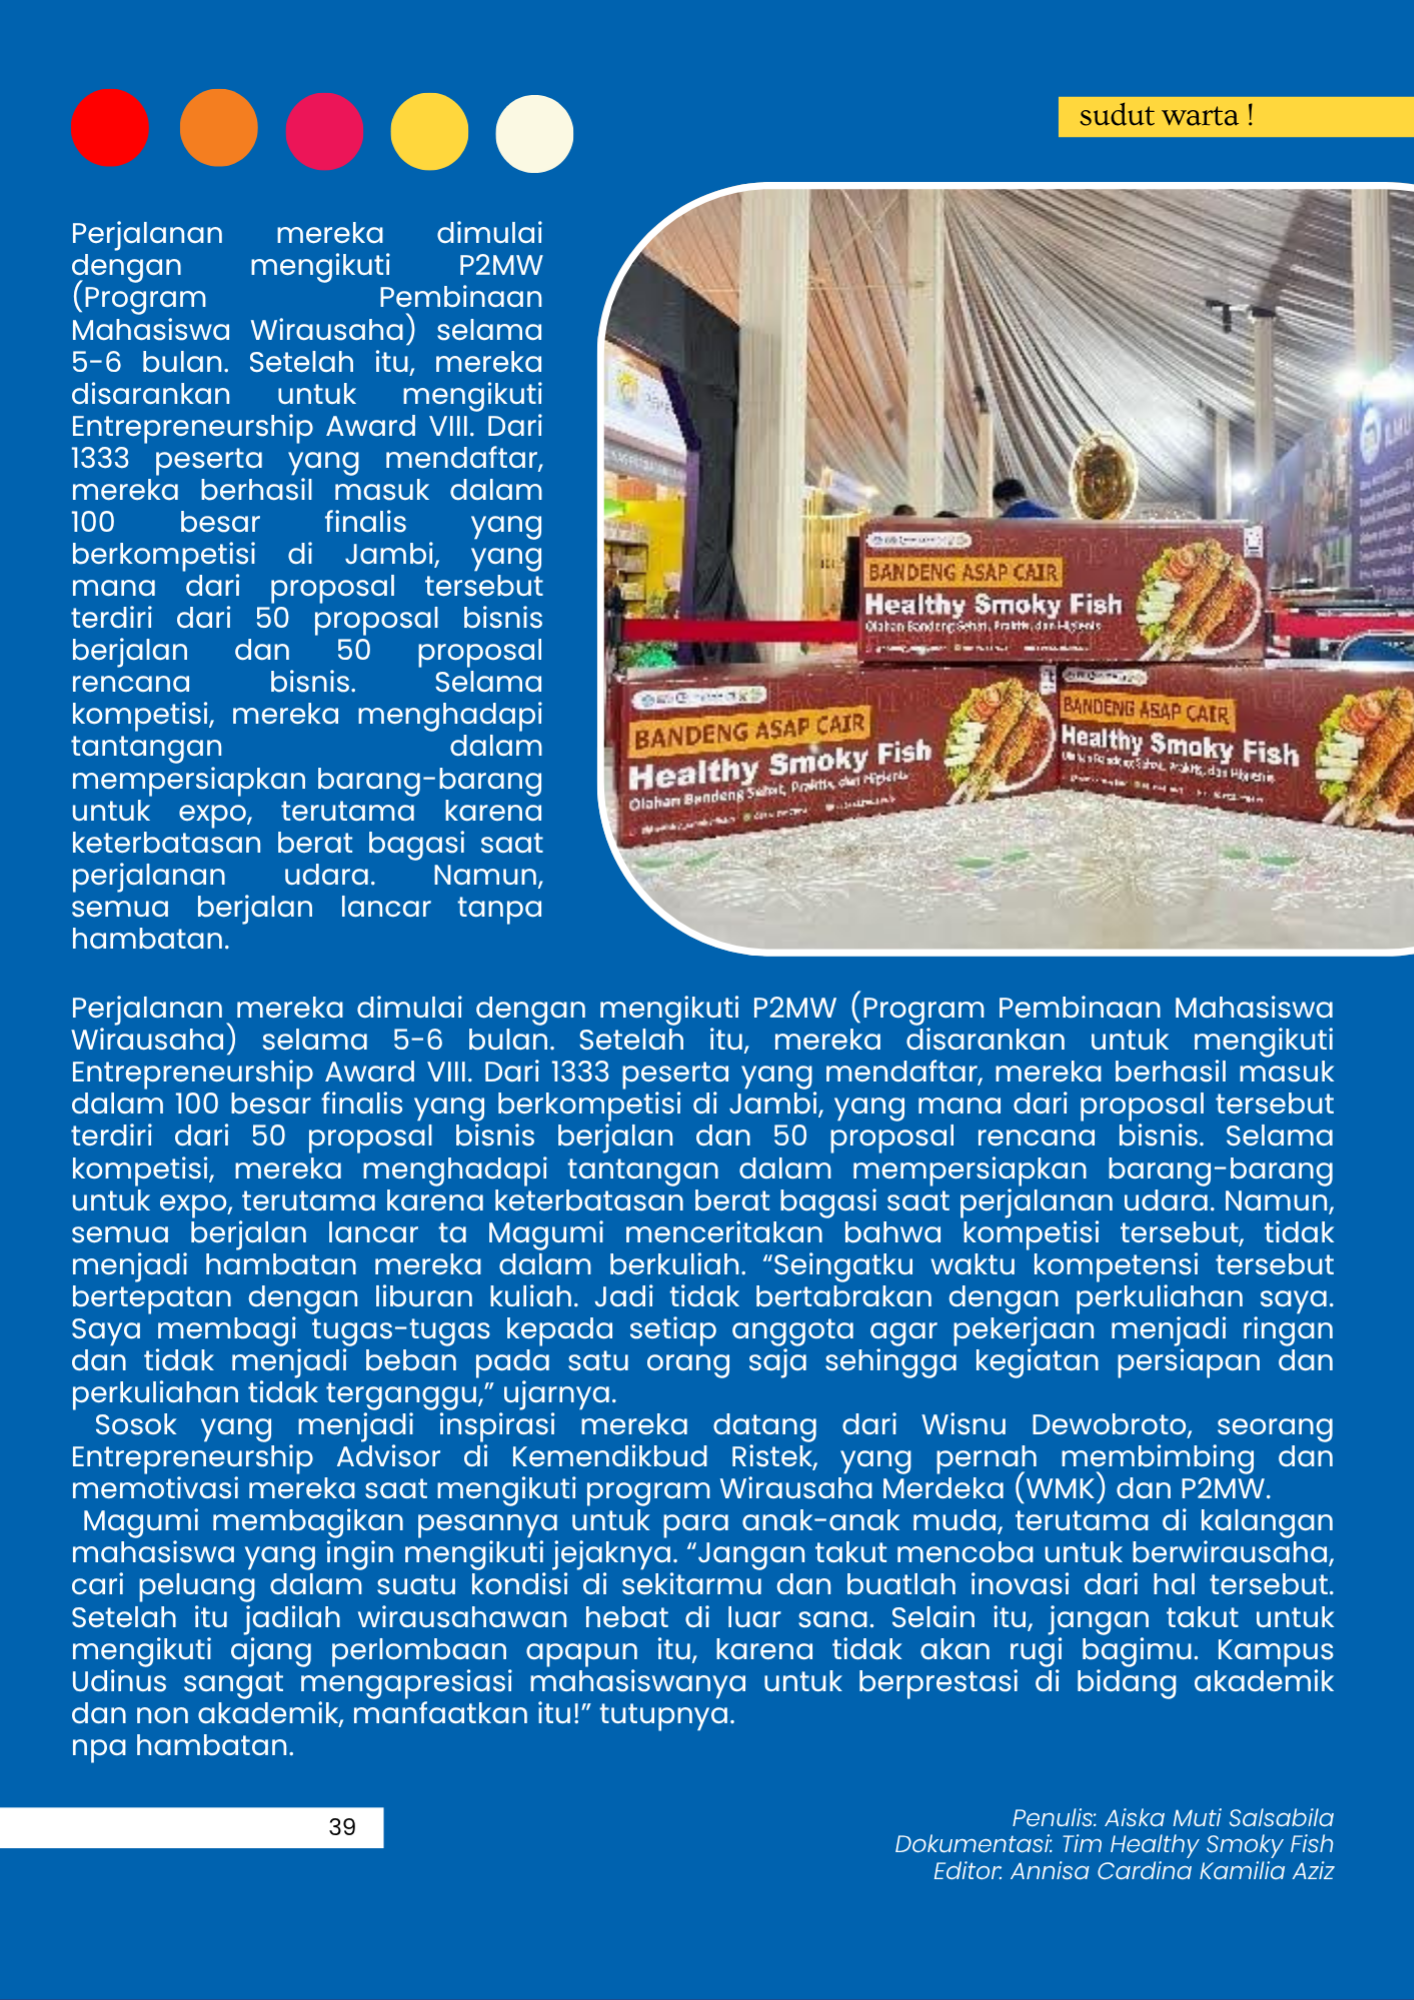 sudut warta !
Perjalanan mereka dimulai
dengan mengikuti P2MW
(Program Pembinaan
Mahasiswa Wirausaha) selama
5-6 bulan. Setelah itu, mereka
disarankan untuk mengikuti
Entrepreneurship Award VIII. Dari
1333 peserta yang mendaftar,
mereka berhasil masuk dalam
100 besar finalis yang
berkompetisi di Jambi, yang
mana dari proposal tersebut
terdiri dari 50 proposal bisnis
berjalan dan 50 proposal
rencana bisnis. Selama
kompetisi, mereka menghadapi
tantangan dalam
mempersiapkan barang-barang
untuk expo, terutama karena
keterbatasan berat bagasi saat
perjalanan udara. Namun,
semua berjalan lancar tanpa
hambatan.
BANDENG ASAP CAIR
Healthy Smoky Fish
Olahan Bandeng Sehat, Praktis, dan Higienis
BANDENG ASAP CAIR
Healthy Smoky Fish
Olahan Bandeng Sehat, Praktis, dan Higienis
BANDENG ASAP CAIR
Healthy Smoky Fish
Olahan Bandeng Sehat, Praktis, dan Higienis
Perjalanan mereka dimulai dengan mengikuti P2MW (Program Pembinaan Mahasiswa
Wirausaha) selama 5-6 bulan. Setelah itu, mereka disarankan untuk mengikuti
Entrepreneurship Award VIII. Dari 1333 peserta yang mendaftar, mereka berhasil masuk
dalam 100 besar finalis yang berkompetisi di Jambi, yang mana dari proposal tersebut
terdiri dari 50 proposal bisnis berjalan dan 50 proposal rencana bisnis. Selama
kompetisi, mereka menghadapi tantangan dalam mempersiapkan barang-barang
untuk expo, terutama karena keterbatasan berat bagasi saat perjalanan udara. Namun,
semua berjalan lancar ta Magumi menceritakan bahwa kompetisi tersebut, tidak
menjadi hambatan mereka dalam berkuliah. “Seingatku waktu kompetensi tersebut
bertepatan dengan liburan kuliah. Jadi tidak bertabrakan dengan perkuliahan saya.
Saya membagi tugas-tugas kepada setiap anggota agar pekerjaan menjadi ringan
dan tidak menjadi beban pada satu orang saja sehingga kegiatan persiapan dan
perkuliahan tidak terganggu,” ujarnya.
Sosok yang menjadi inspirasi mereka datang dari Wisnu Dewobroto, seorang
Entrepreneurship Advisor di Kemendikbud Ristek, yang pernah membimbing dan
memotivasi mereka saat mengikuti program Wirausaha Merdeka (WMK) dan P2MW.
Magumi membagikan pesannya untuk para anak-anak muda, terutama di kalangan
mahasiswa yang ingin mengikuti jejaknya. “Jangan takut mencoba untuk berwirausaha,
cari peluang dalam suatu kondisi di sekitarmu dan buatlah inovasi dari hal tersebut.
Setelah itu jadilah wirausahawan hebat di luar sana. Selain itu, jangan takut untuk
mengikuti ajang perlombaan apapun itu, karena tidak akan rugi bagimu. Kampus
Udinus sangat mengapresiasi mahasiswanya untuk berprestasi di bidang akademik
dan non akademik, manfaatkan itu!” tutupnya.
npa hambatan.
39
Penulis: Aiska Muti Salsabila
Dokumentasi: Tim Healthy Smoky Fish
Editor: Annisa Cardina Kamilia Aziz